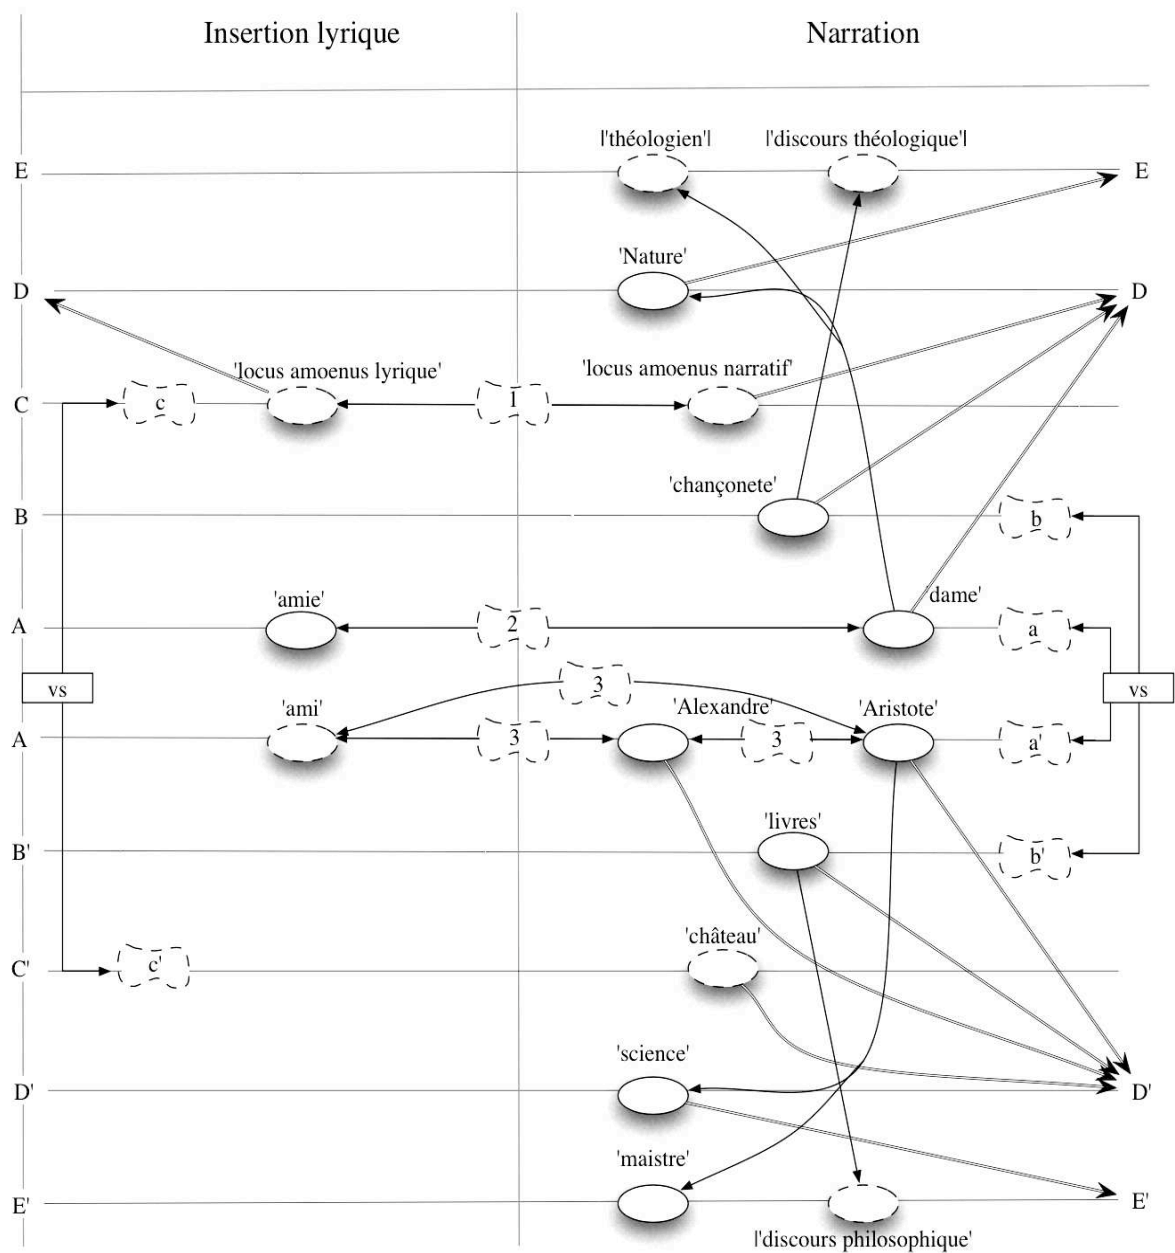 Insertion lyrique
Narration
|'théologien'|
|'discours théologique'|
E
E
'Nature'
D
D
'locus amoenus lyrique'
'locus amoenus narratif'
C
c
1
'chançonete'
B
b
'amie'
'dame'
A
2
a
vs
3
vs
'ami'
'Alexandre'
'Aristote'
A
3
3
a'
'livres'
B'
b'
'château'
C'
c'
'science'
D'
D'
'maistre'
E'
E'
|'discours philosophique'